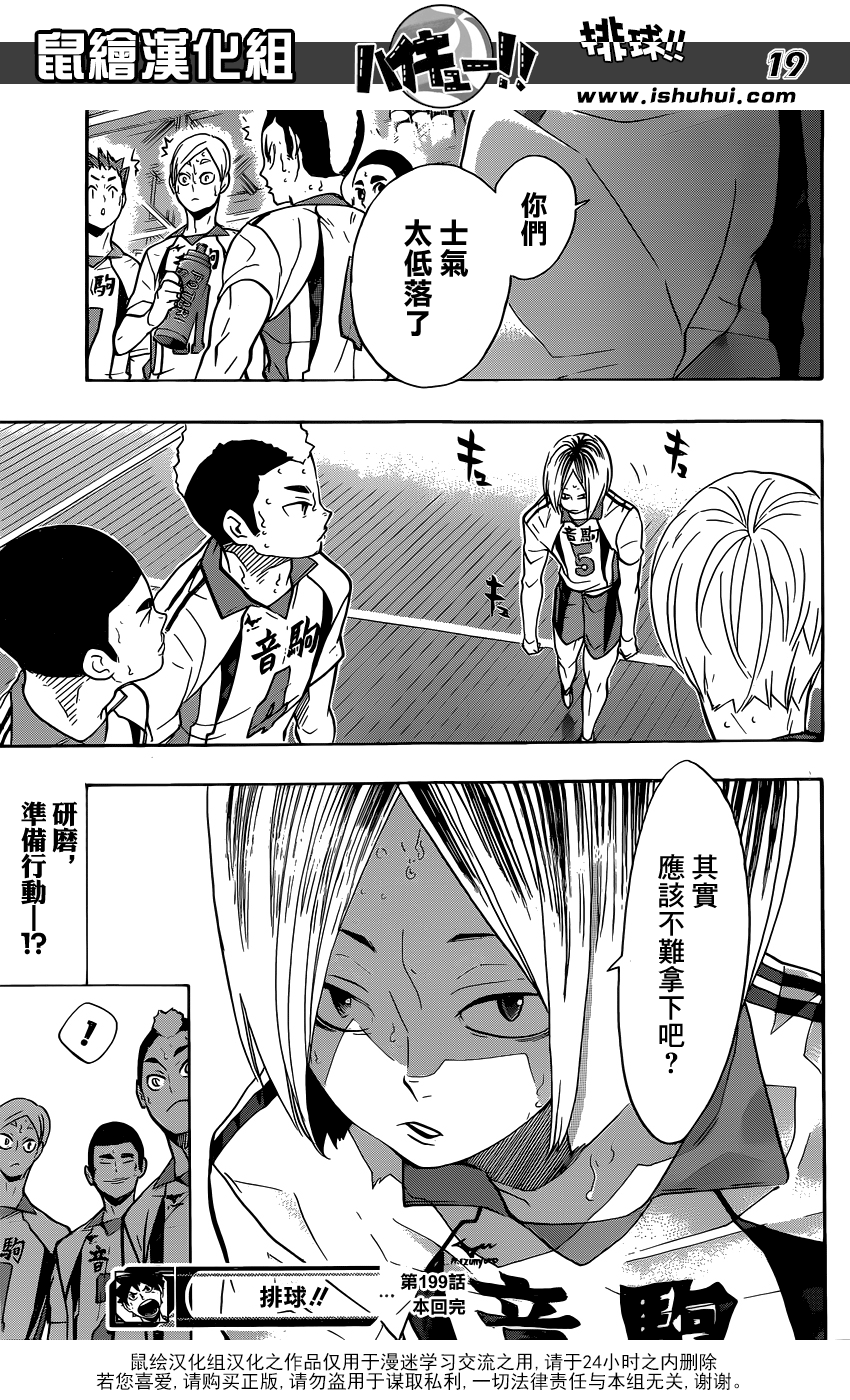 鼠繪漢化組
ハイキュー!!
排球!!
19
www.ishuhui.com
你們
士氣
太低落了
駒
キュ
キュ
キュ
音駒
5
音駒
其實
應該不難拿下吧？
研磨，
準備行動—!?
!
駒
音
音駒
排球!!
…
第199話
本回完
鼠绘汉化组汉化之作品仅用于漫迷学习交流之用，请于24小时之内删除
若您喜爱，请购买正版，请勿盗用于谋取私利，一切法律责任与本组无关，谢谢。